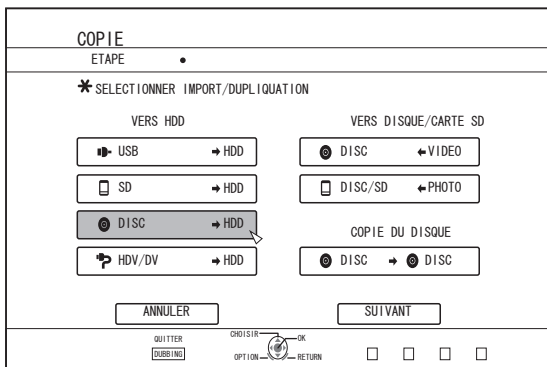 COPIE
ETAPE
SELECTIONNER IMPORT/DUPLIQUATION
VERS HDD
USB ➡ HDD
SD ➡ HDD
DISC ➡ HDD
HDV/DV ➡ HDD
VERS DISQUE/CARTE SD
DISC ⬅ VIDEO
DISC/SD ⬅ PHOTO
COPIE DU DISQUE
DISC ➡ DISC
ANNULER
SUIVANT
QUITTER
DUBBING
CHOISIR
OK
OPTION
RETURN